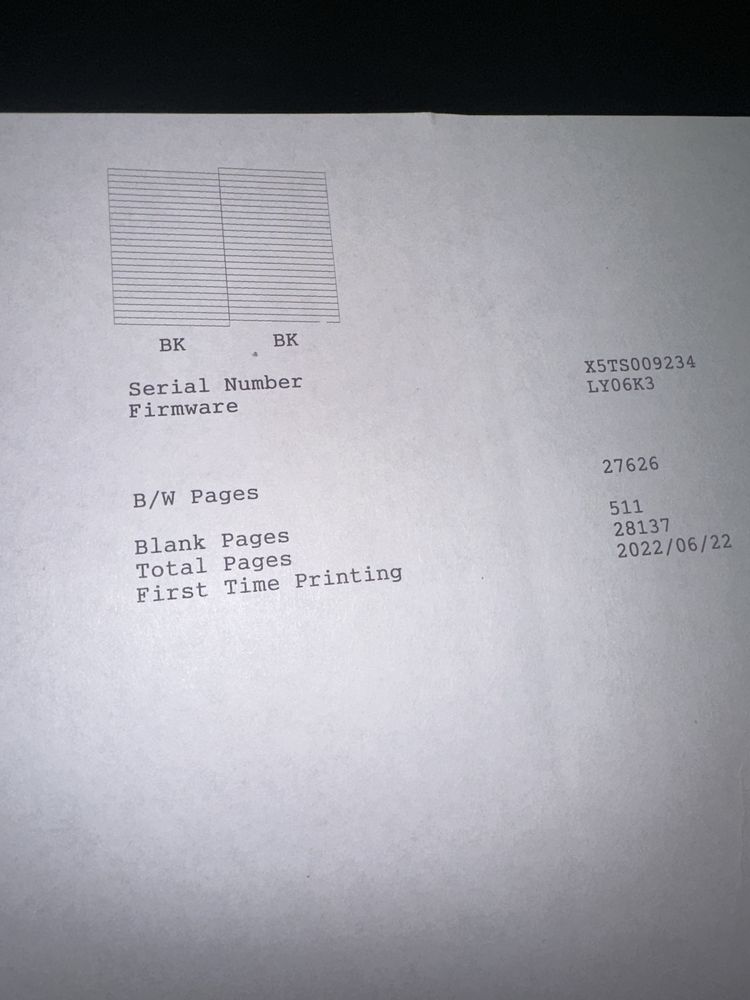 BK BK
Serial Number X5TS009234
Firmware LY06K3
B/W Pages 27626
Blank Pages 511
Total Pages 28137
First Time Printing 2022/06/22